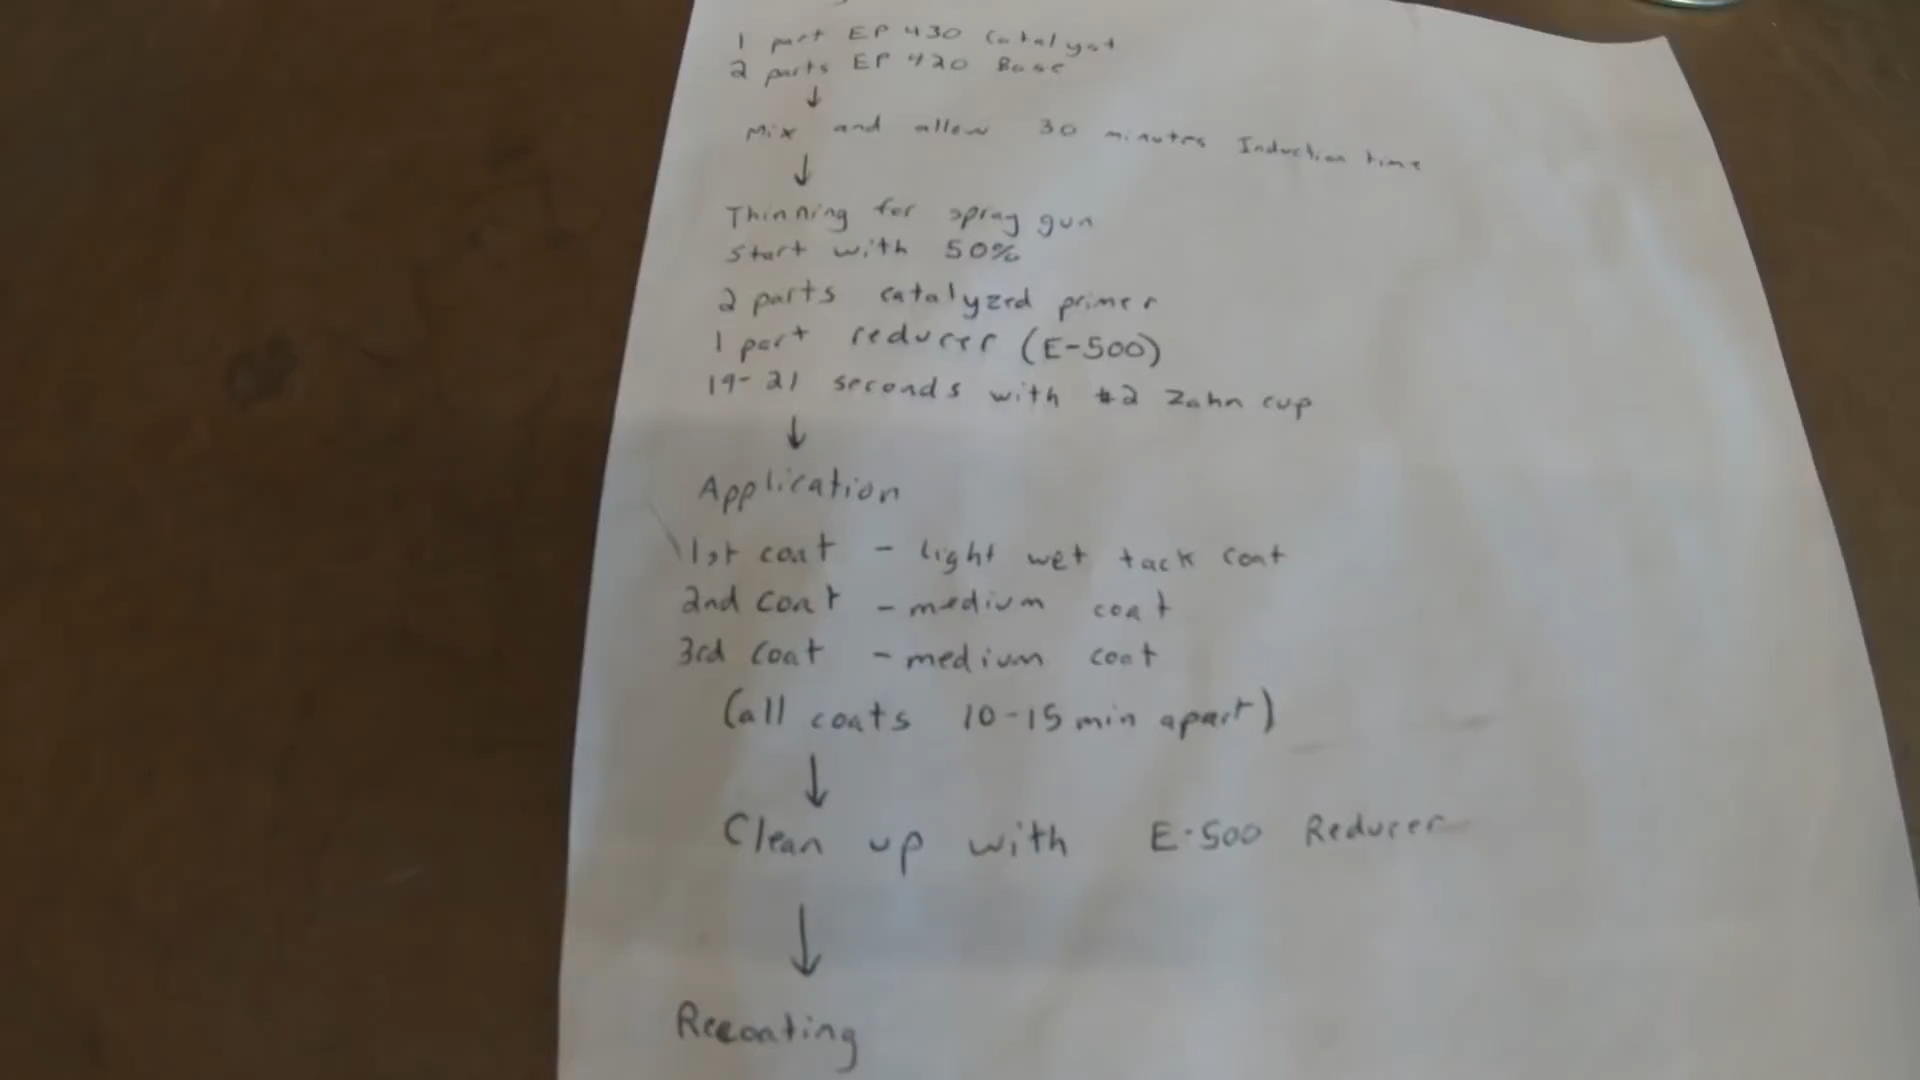 1 part EP 430 Catalyst
2 parts EP 420 Base
↓
Mix and allow 30 minutes Induction time
↓
Thinning for spray gun
Start with 50%
2 parts catalyzed primer
1 part reducer (E-500)
19-21 seconds with #2 Zahn cup
↓
Application
1st coat - light wet tack coat
2nd coat - medium coat
3rd coat - medium coat
(all coats 10-15 min apart)
↓
Clean up with E-500 Reducer
↓
Recoating